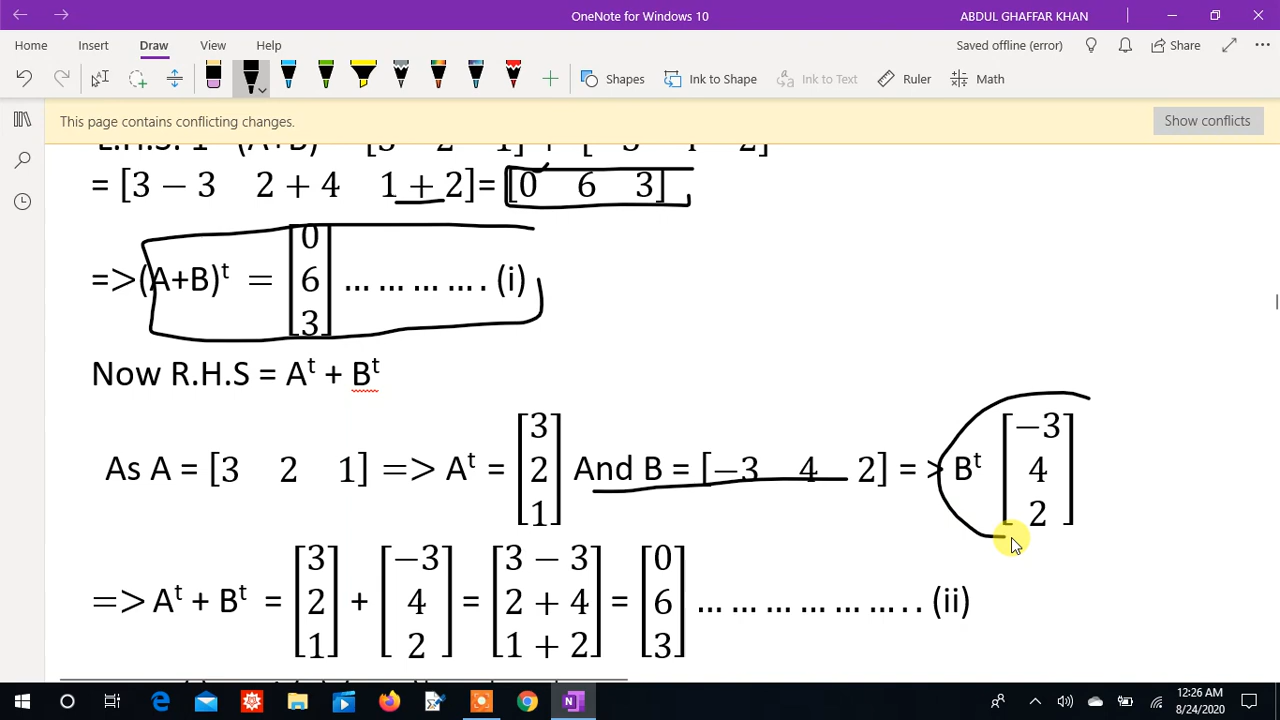 OneNote for Windows 10
ABDUL GHAFFAR KHAN
Home Insert Draw View Help
Saved offline (error) Share
Shapes Ink to Shape Ink to Text Ruler Math
This page contains conflicting changes. Show conflicts
= [3 − 3 2 + 4 1 + 2]= [0 6 3]
=>(A+B)ᵗ = [0 6 3] … … … … . (i)
Now R.H.S = Aᵗ + Bᵗ
As A = [3 2 1] => Aᵗ = [3 2 1] And B = [−3 4 2] = > Bᵗ [−3 4 2]
=> Aᵗ + Bᵗ = [3 2 1] + [−3 4 2] = [3 − 3 2 + 4 1 + 2] = [0 6 3] … … … … … … . . (ii)
12:26 AM
8/24/2020